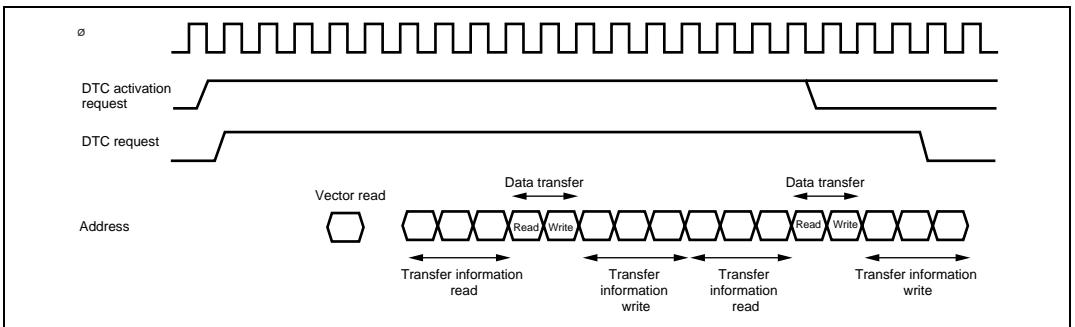 ø
DTC activation
request
DTC request
Data transfer
Data transfer
Vector read
Address
Read Write
Read Write
Transfer information
read
Transfer
information
write
Transfer
information
read
Transfer information
write